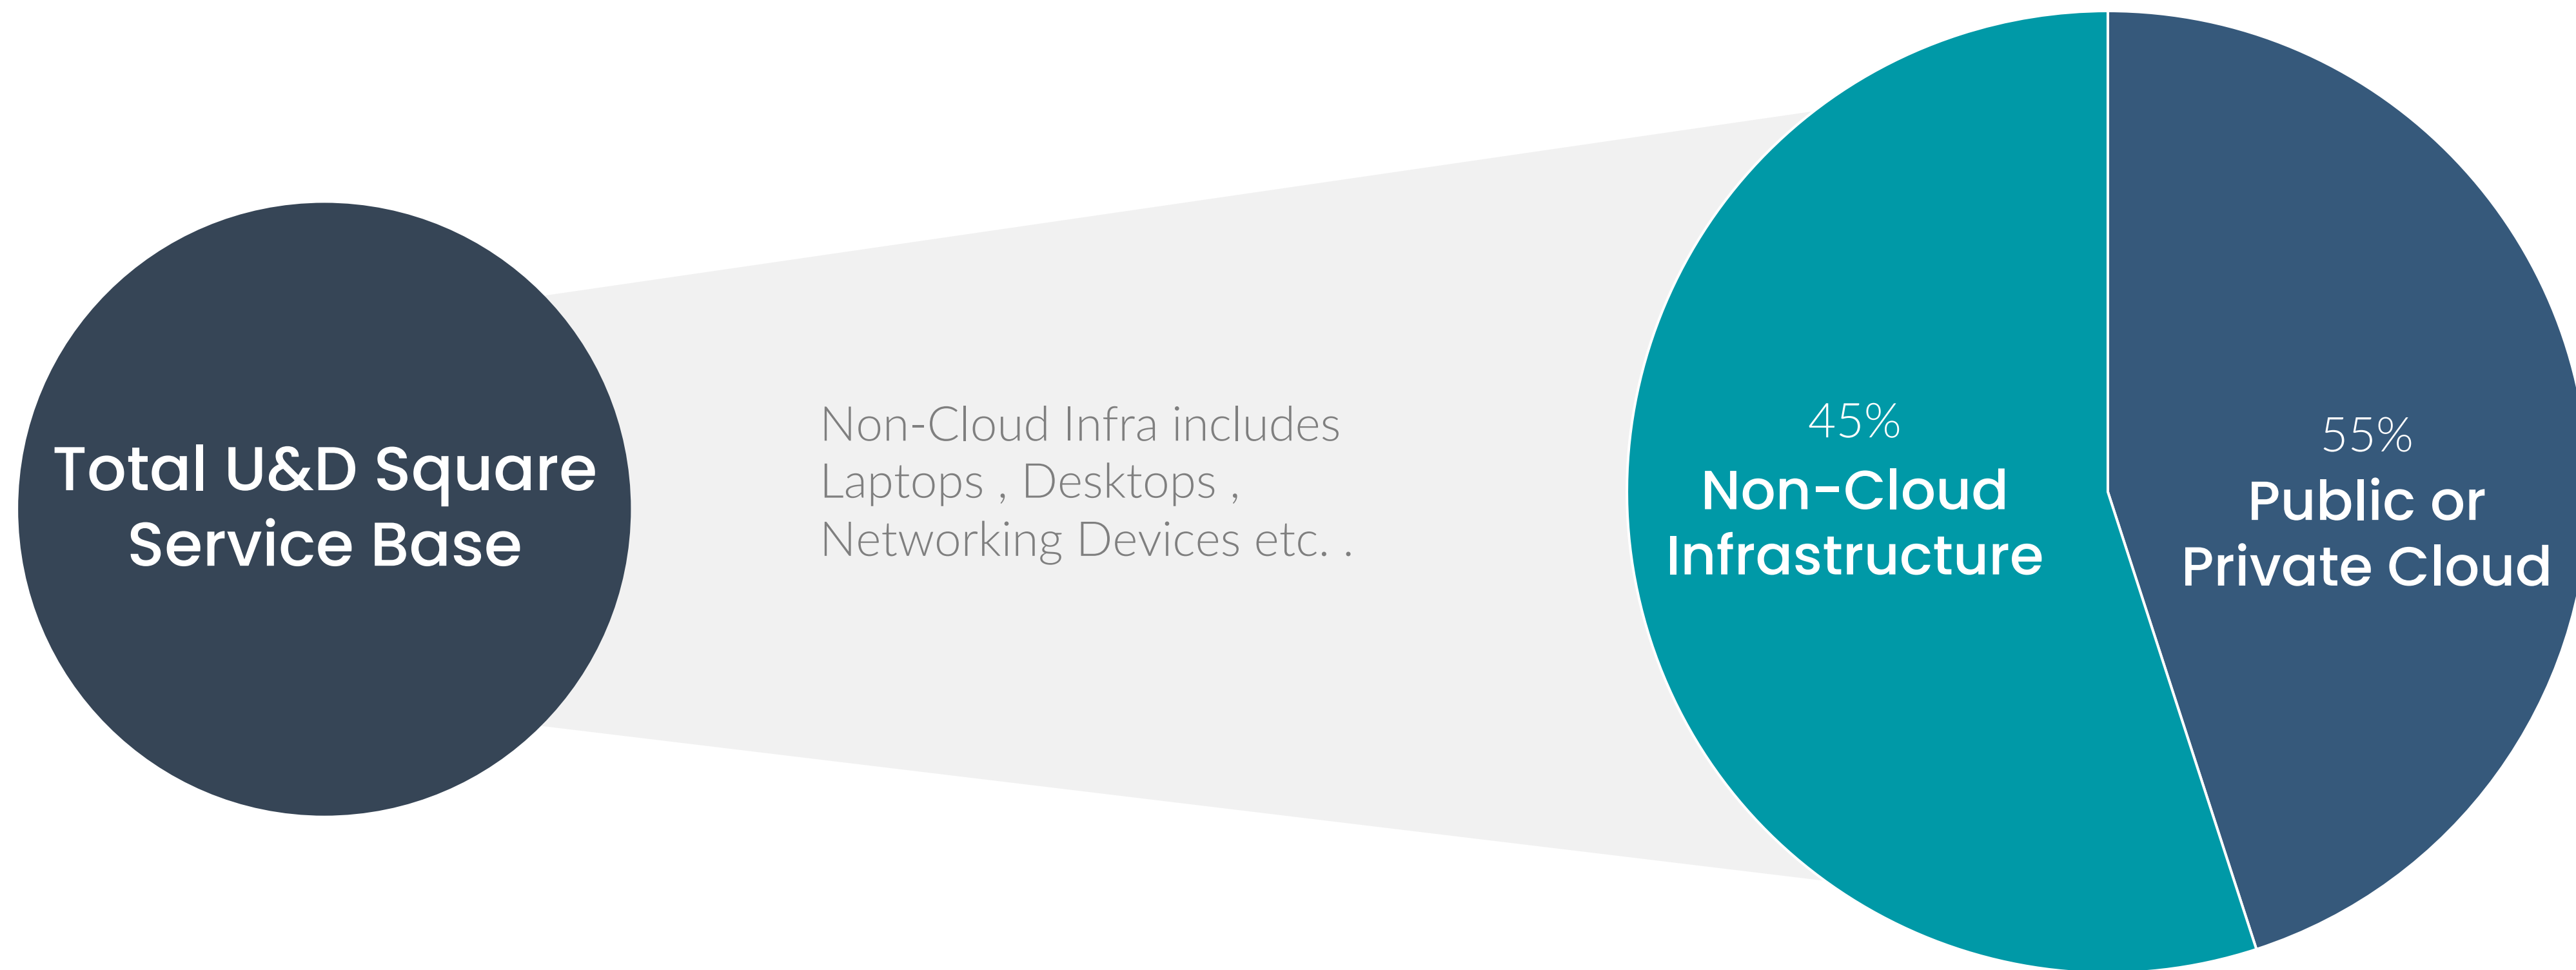 Total U&D Square
Service Base
Non-Cloud Infra includes
Laptops , Desktops ,
Networking Devices etc. .
45%
Non-Cloud
Infrastructure
55%
Public or
Private Cloud